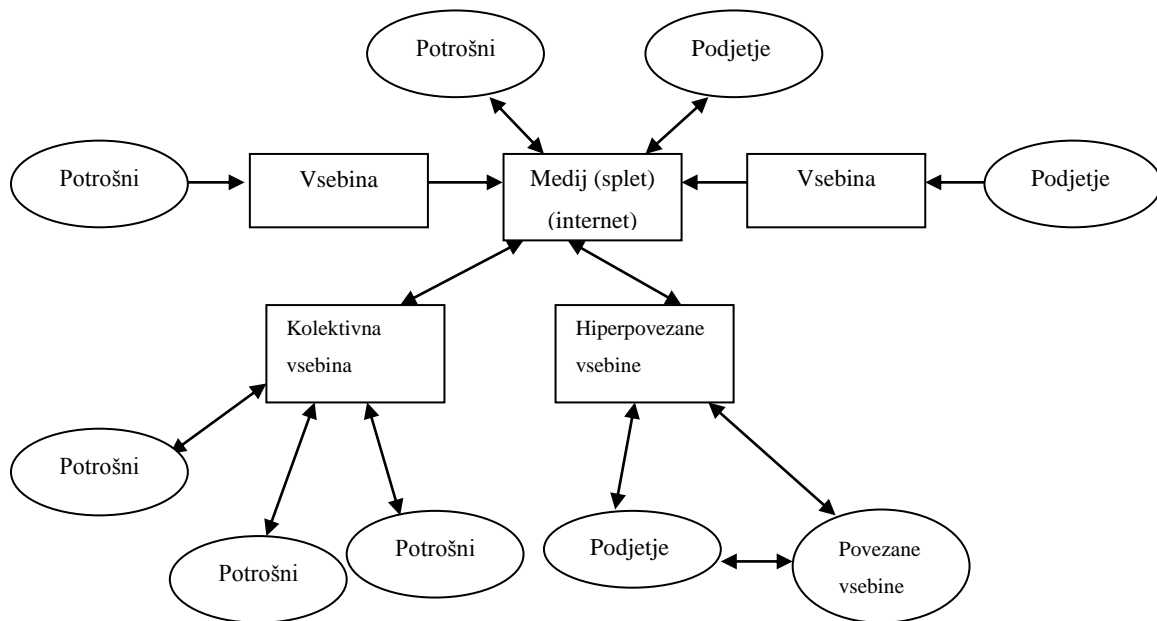 Potrošni
Podjetje
Potrošni
Vsebina
Medij (splet)
(internet)
Vsebina
Podjetje
Kolektivna
vsebina
Hiperpovezane
vsebine
Potrošni
Potrošni
Potrošni
Podjetje
Povezane
vsebine